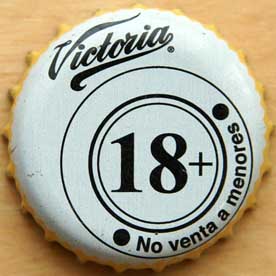 Victoria®
18+
No venta a menores